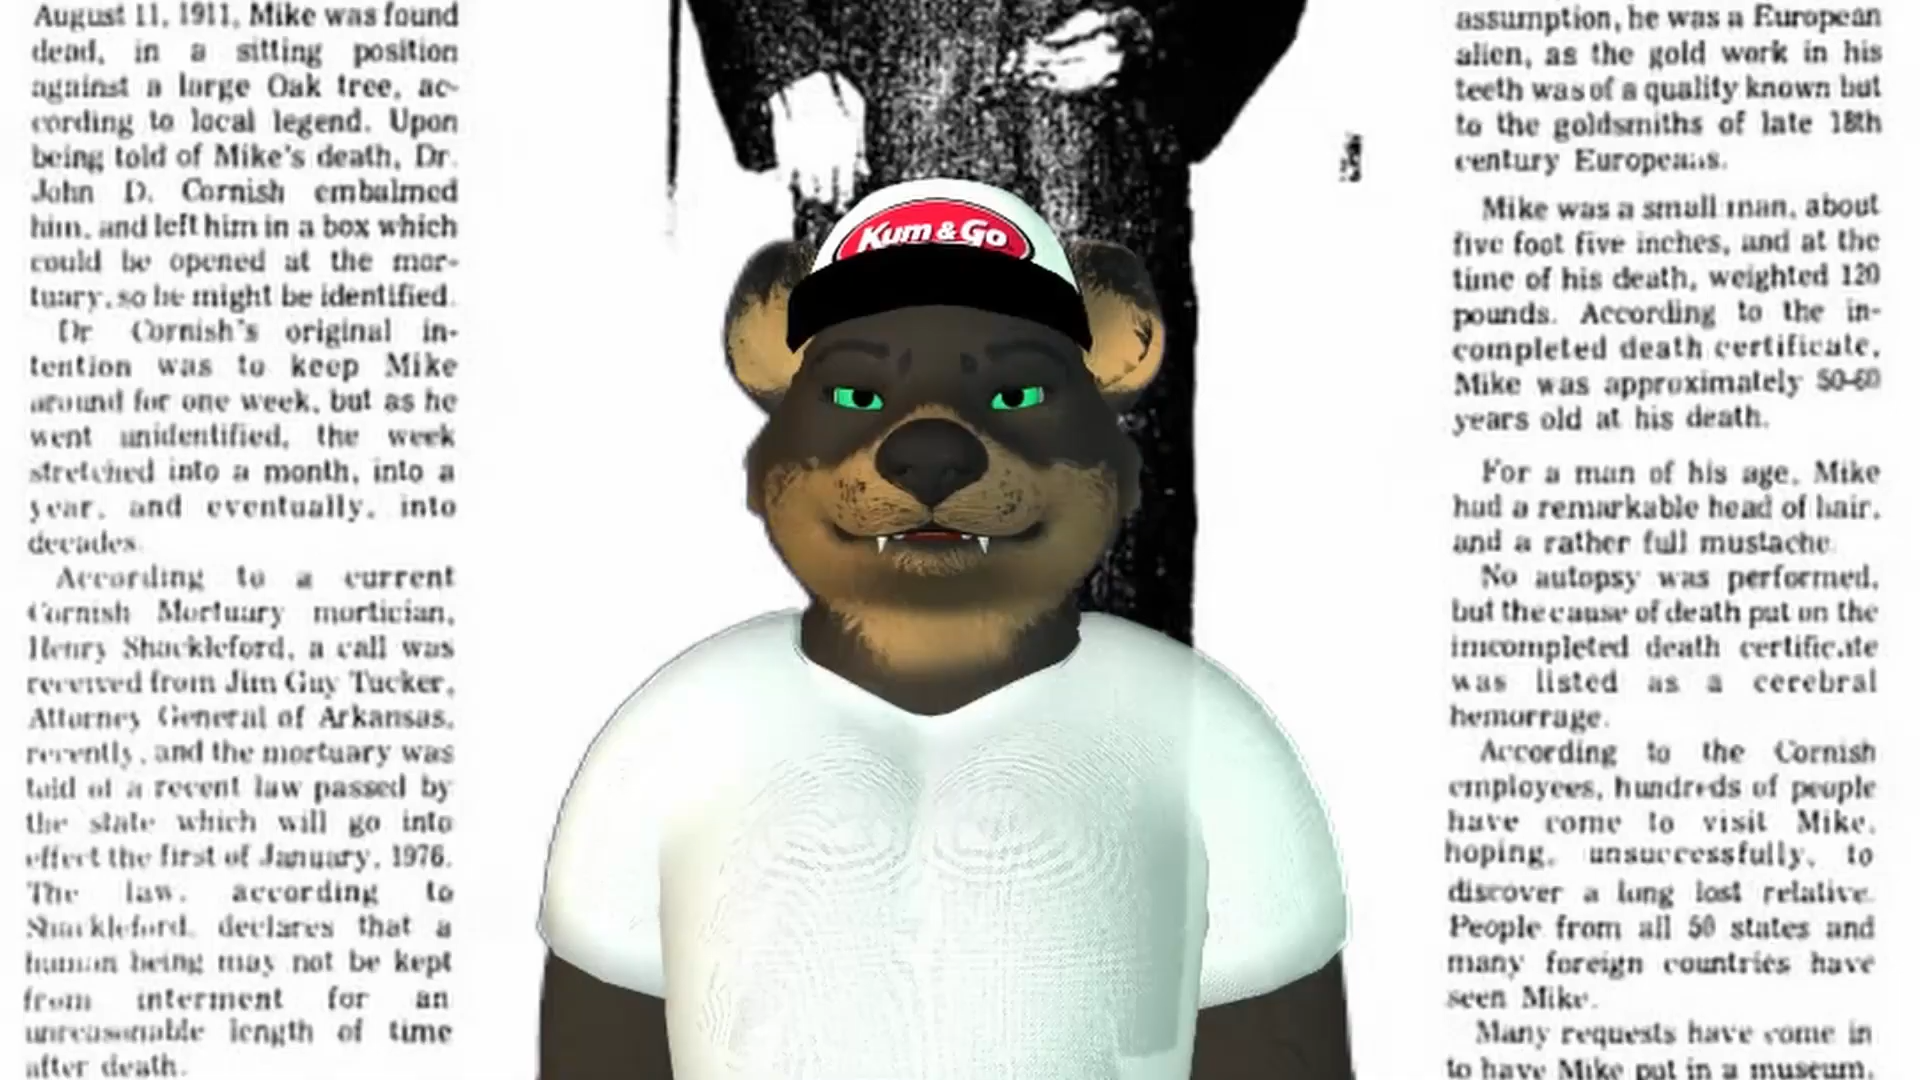 August 11, 1911, Mike was found
dead, in a sitting position
against a large Oak tree, ac-
cording to local legend. Upon
being told of Mike's death, Dr.
John D. Cornish embalmed
him, and left him in a box which
could be opened at the mor-
tuary, so he might be identified.
Dr Cornish's original in-
tention was to keep Mike
around for one week, but as he
went unidentified, the week
stretched into a month, into a
year, and eventually, into
decades.
According to a current
Cornish Mortuary mortician,
Henry Shackleford, a call was
received from Jim Guy Tucker,
Attorney General of Arkansas,
recently, and the mortuary was
told of a recent law passed by
the state which will go into
effect the first of January, 1976.
The law, according to
Shackleford, declares that a
human being may not be kept
from interment for an
unreasonable length of time
after death.
Kum & Go
assumption, he was a European
alien, as the gold work in his
teeth was of a quality known but
to the goldsmiths of late 18th
century Europeans.
Mike was a small man, about
five foot five inches, and at the
time of his death, weighted 120
pounds. According to the in-
completed death certificate,
Mike was approximately 50-60
years old at his death.
For a man of his age, Mike
had a remarkable head of hair,
and a rather full mustache.
No autopsy was performed,
but the cause of death put on the
imcompleted death certificate
was listed as a cerebral
hemorrage.
According to the Cornish
employees, hundreds of people
have come to visit Mike,
hoping, unsuccessfully, to
discover a long lost relative.
People from all 50 states and
many foreign countries have
seen Mike.
Many requests have come in
to have Mike put in a museum,